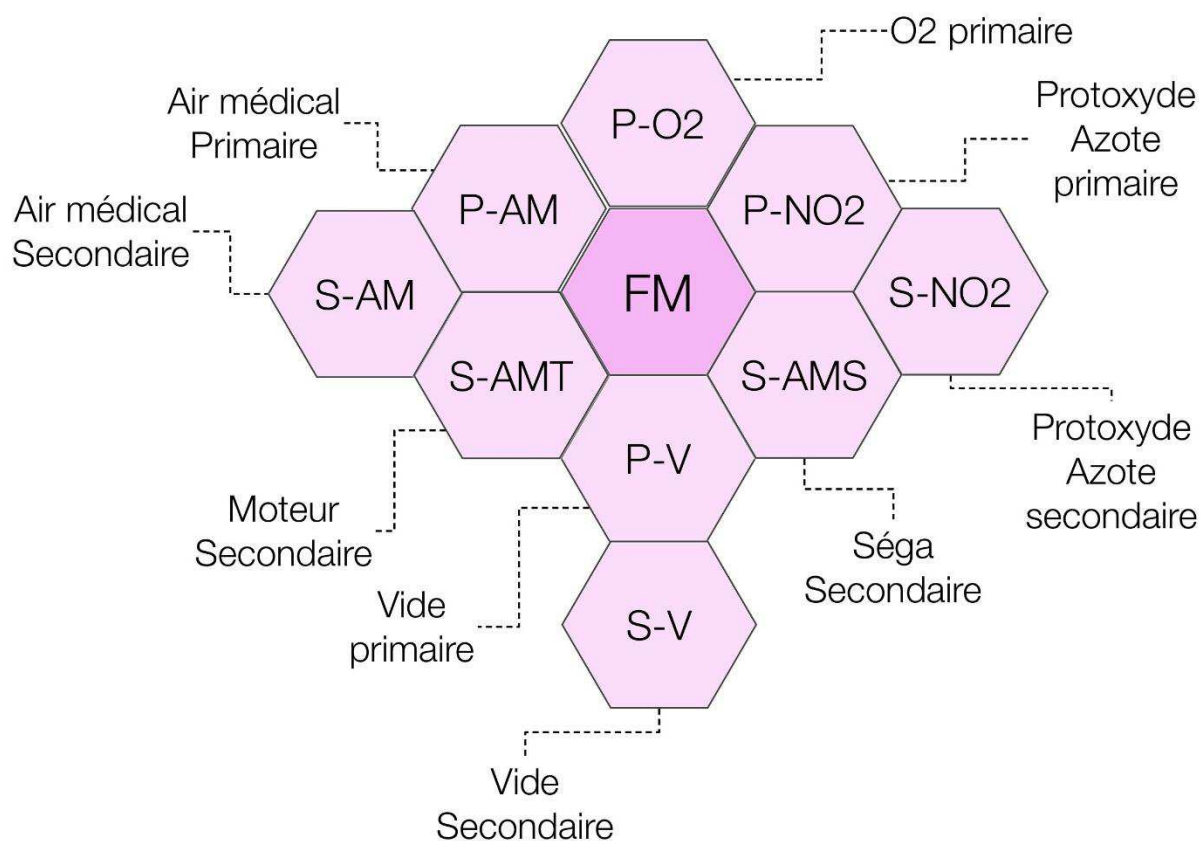 O2 primaire
P-O2
Protoxyde
Azote
primaire
Air médical
Primaire
P-AM
P-NO2
Air médical
Secondaire
S-AM
FM
S-NO2
S-AMT
S-AMS
Protoxyde
Azote
secondaire
P-V
Moteur
Secondaire
Séga
Secondaire
Vide
primaire
S-V
Vide
Secondaire